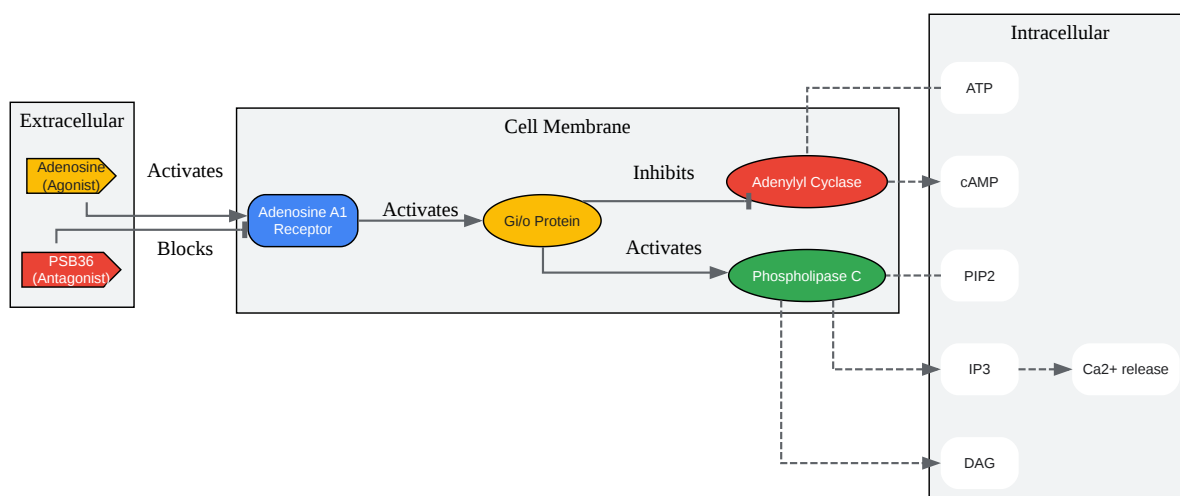 Intracellular
ATP
Extracellular
Cell Membrane
Adenosine
(Agonist)
Activates
Inhibits
Adenylyl Cyclase
cAMP
Adenosine A1
Receptor
Activates
Gi/o Protein
Blocks
Activates
PSB36
(Antagonist)
Phospholipase C
PIP2
IP3
Ca2+ release
DAG